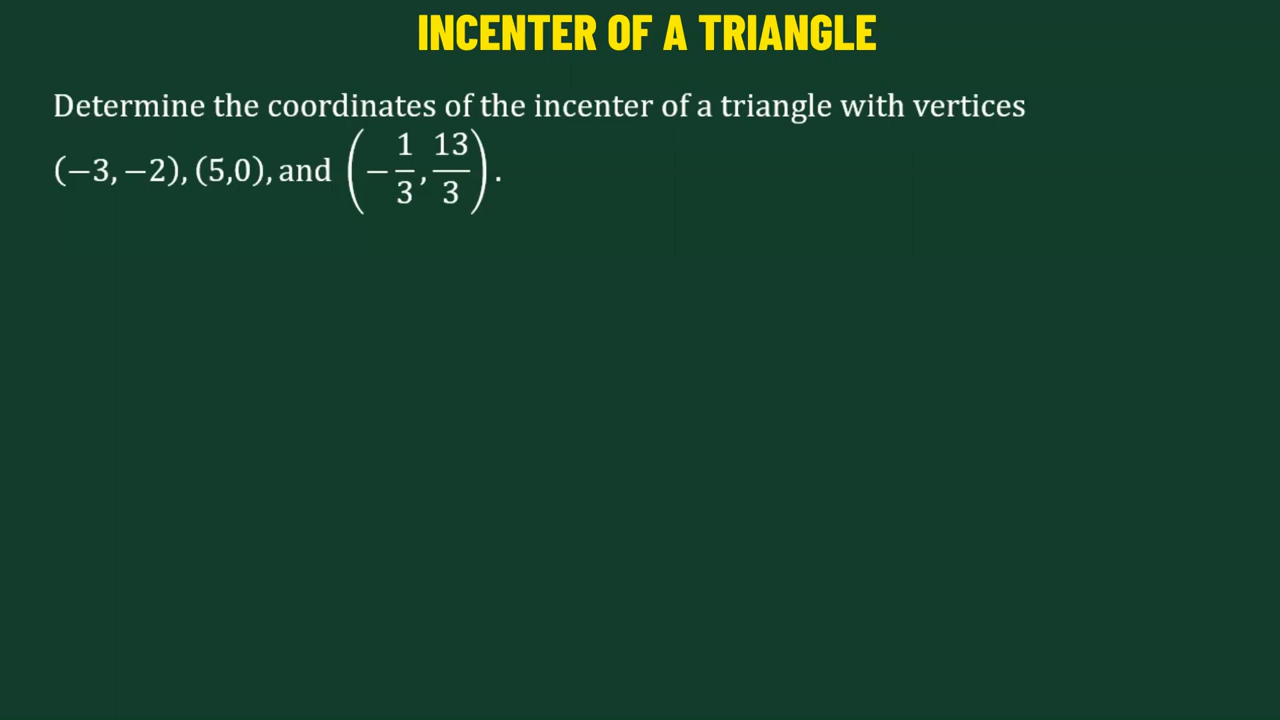 INCENTER OF A TRIANGLE
Determine the coordinates of the incenter of a triangle with vertices
(−3, −2), (5,0), and (−1/3, 13/3).